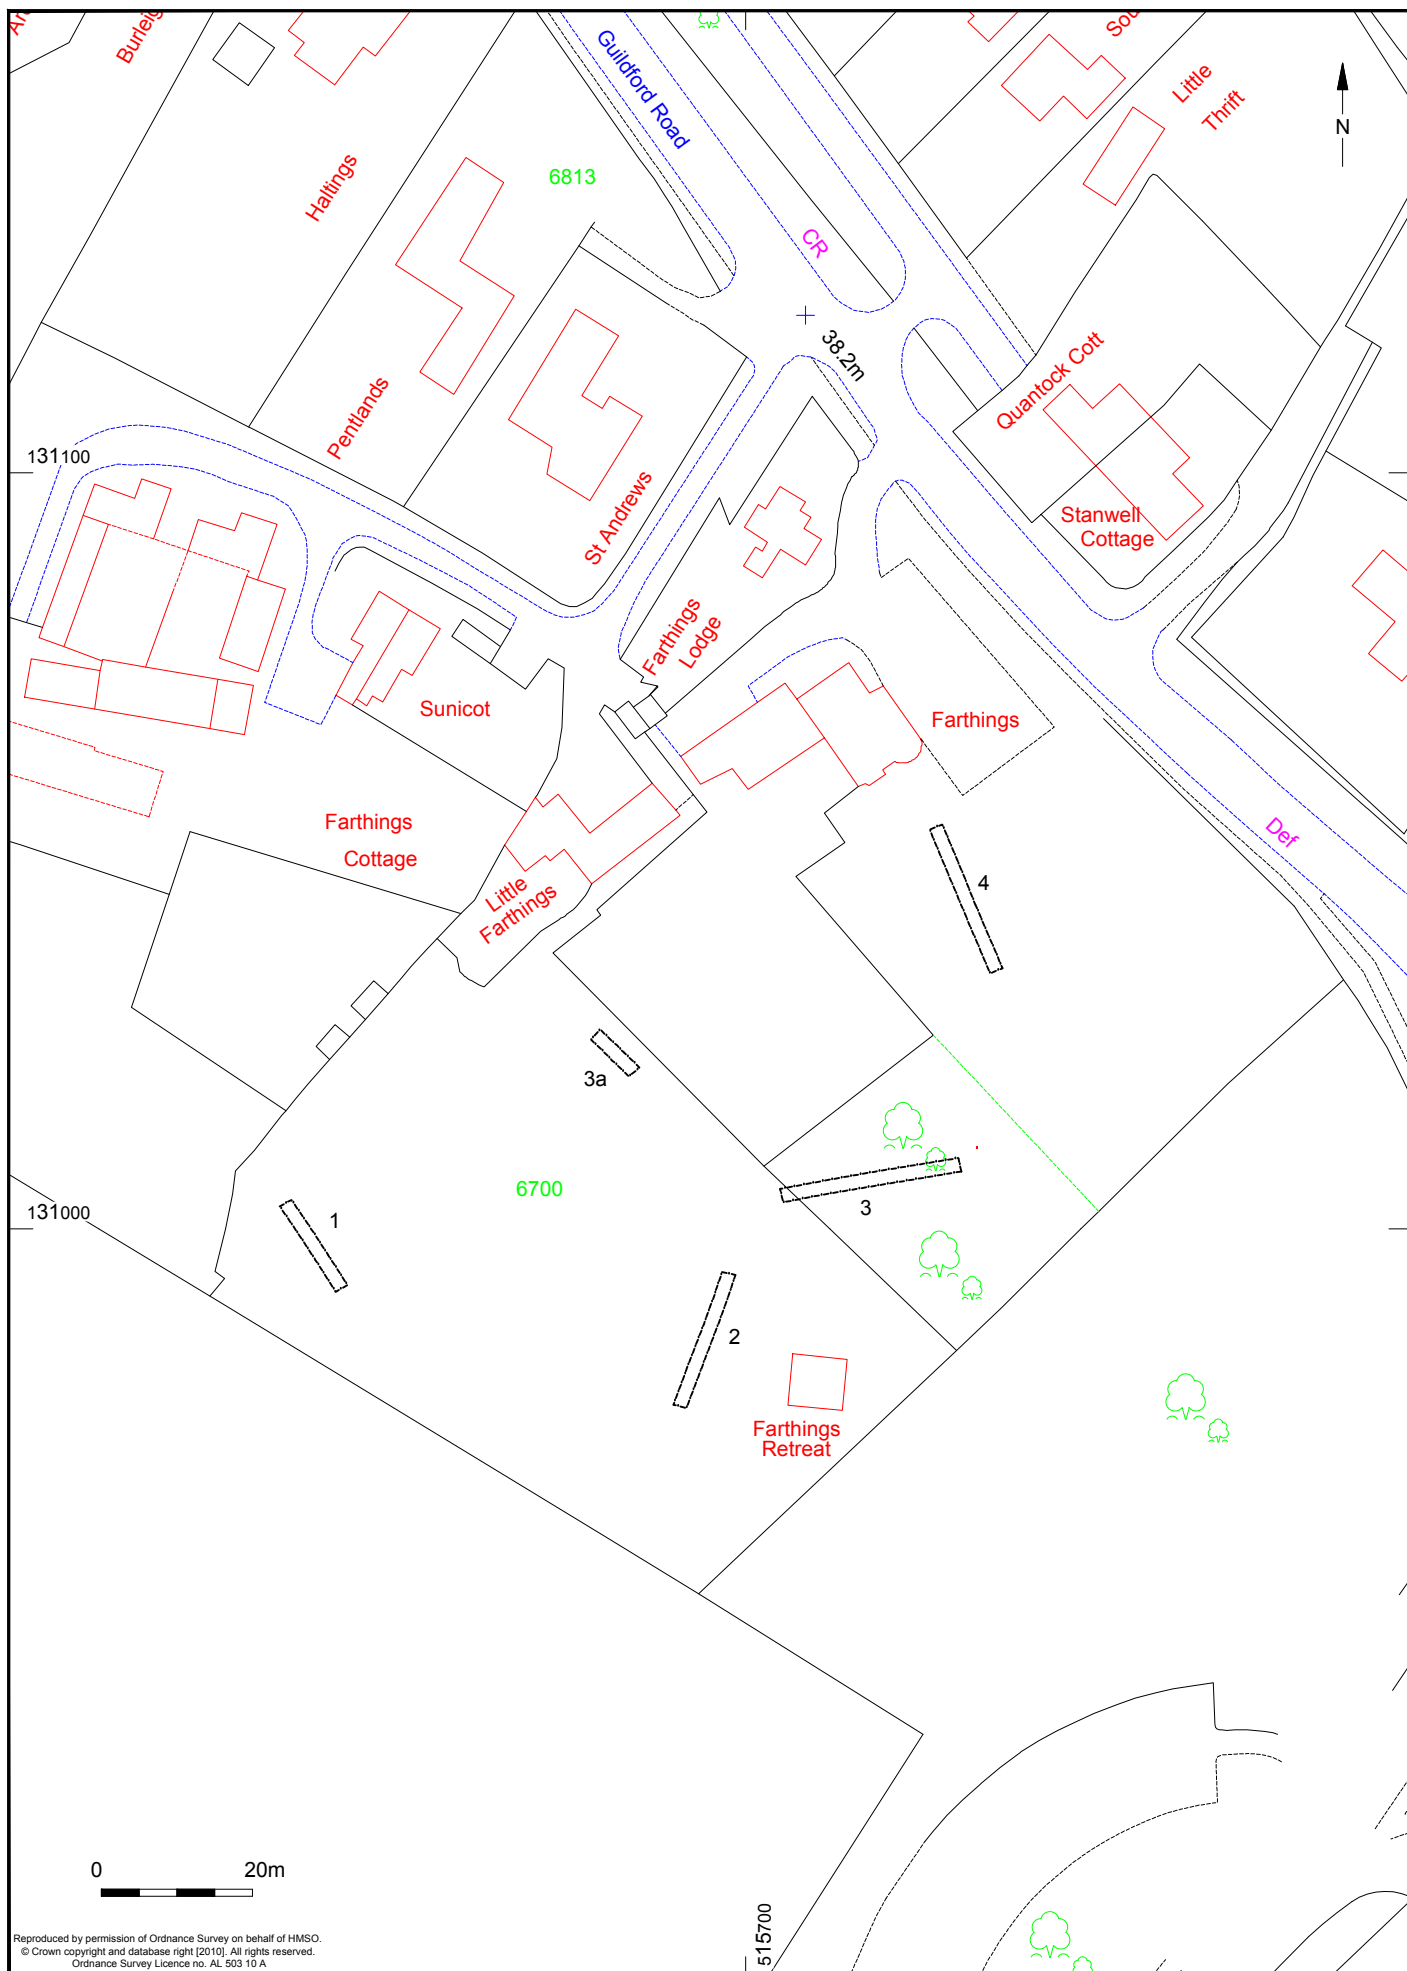 Burleigh
Guildford Road
Little
Thrift
N
Haltings
6813
CR
38.2m
Quantock Cott
Pentlands
131100
St Andrews
Stanwell
Cottage
Farthings
Lodge
Sunicot
Farthings
Farthings
Cottage
Def
Little
Farthings
4
3a
6700
3
131000
1
2
Farthings
Retreat
0 20m
515700
Reproduced by permission of Ordnance Survey on behalf of HMSO.
© Crown copyright and database right [2010]. All rights reserved.
Ordnance Survey Licence no. AL 503 10 A